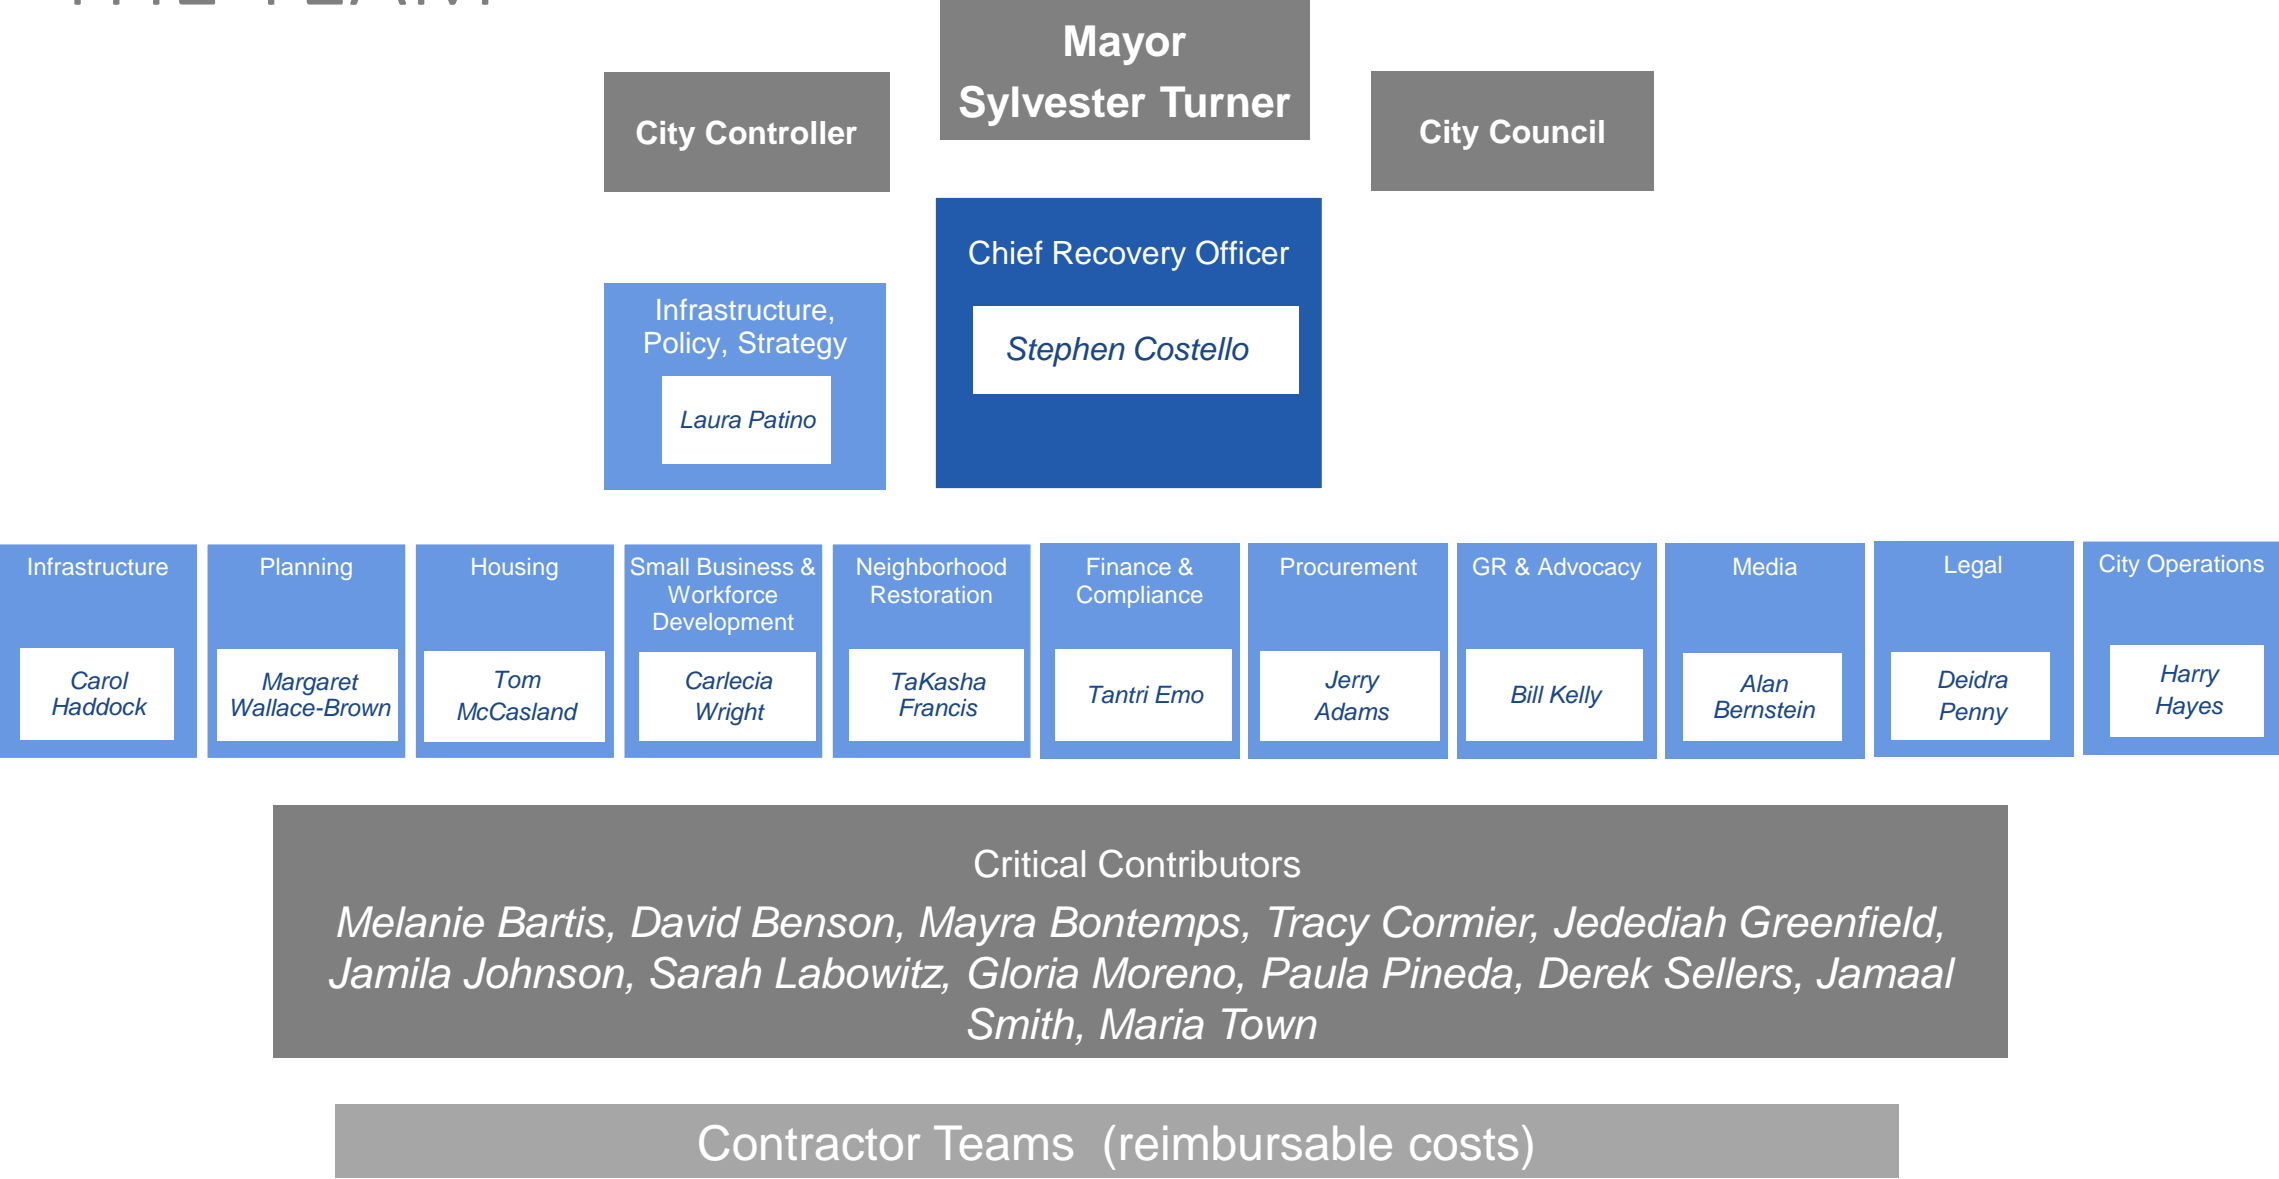 THE TEAM
Mayor
Sylvester Turner
City Controller
City Council
Chief Recovery Officer
Stephen Costello
Infrastructure,
Policy, Strategy
Laura Patino
Infrastructure
Carol
Haddock
Planning
Margaret
Wallace-Brown
Housing
Tom
McCasland
Small Business &
Workforce
Development
Carlecia
Wright
Neighborhood
Restoration
TaKasha
Francis
Finance &
Compliance
Tantri Emo
Procurement
Jerry
Adams
GR & Advocacy
Bill Kelly
Media
Alan
Bernstein
Legal
Deidra
Penny
City Operations
Harry
Hayes
Critical Contributors
Melanie Bartis, David Benson, Mayra Bontemps, Tracy Cormier, Jedediah Greenfield,
Jamila Johnson, Sarah Labowitz, Gloria Moreno, Paula Pineda, Derek Sellers, Jamaal
Smith, Maria Town
Contractor Teams  (reimbursable costs)